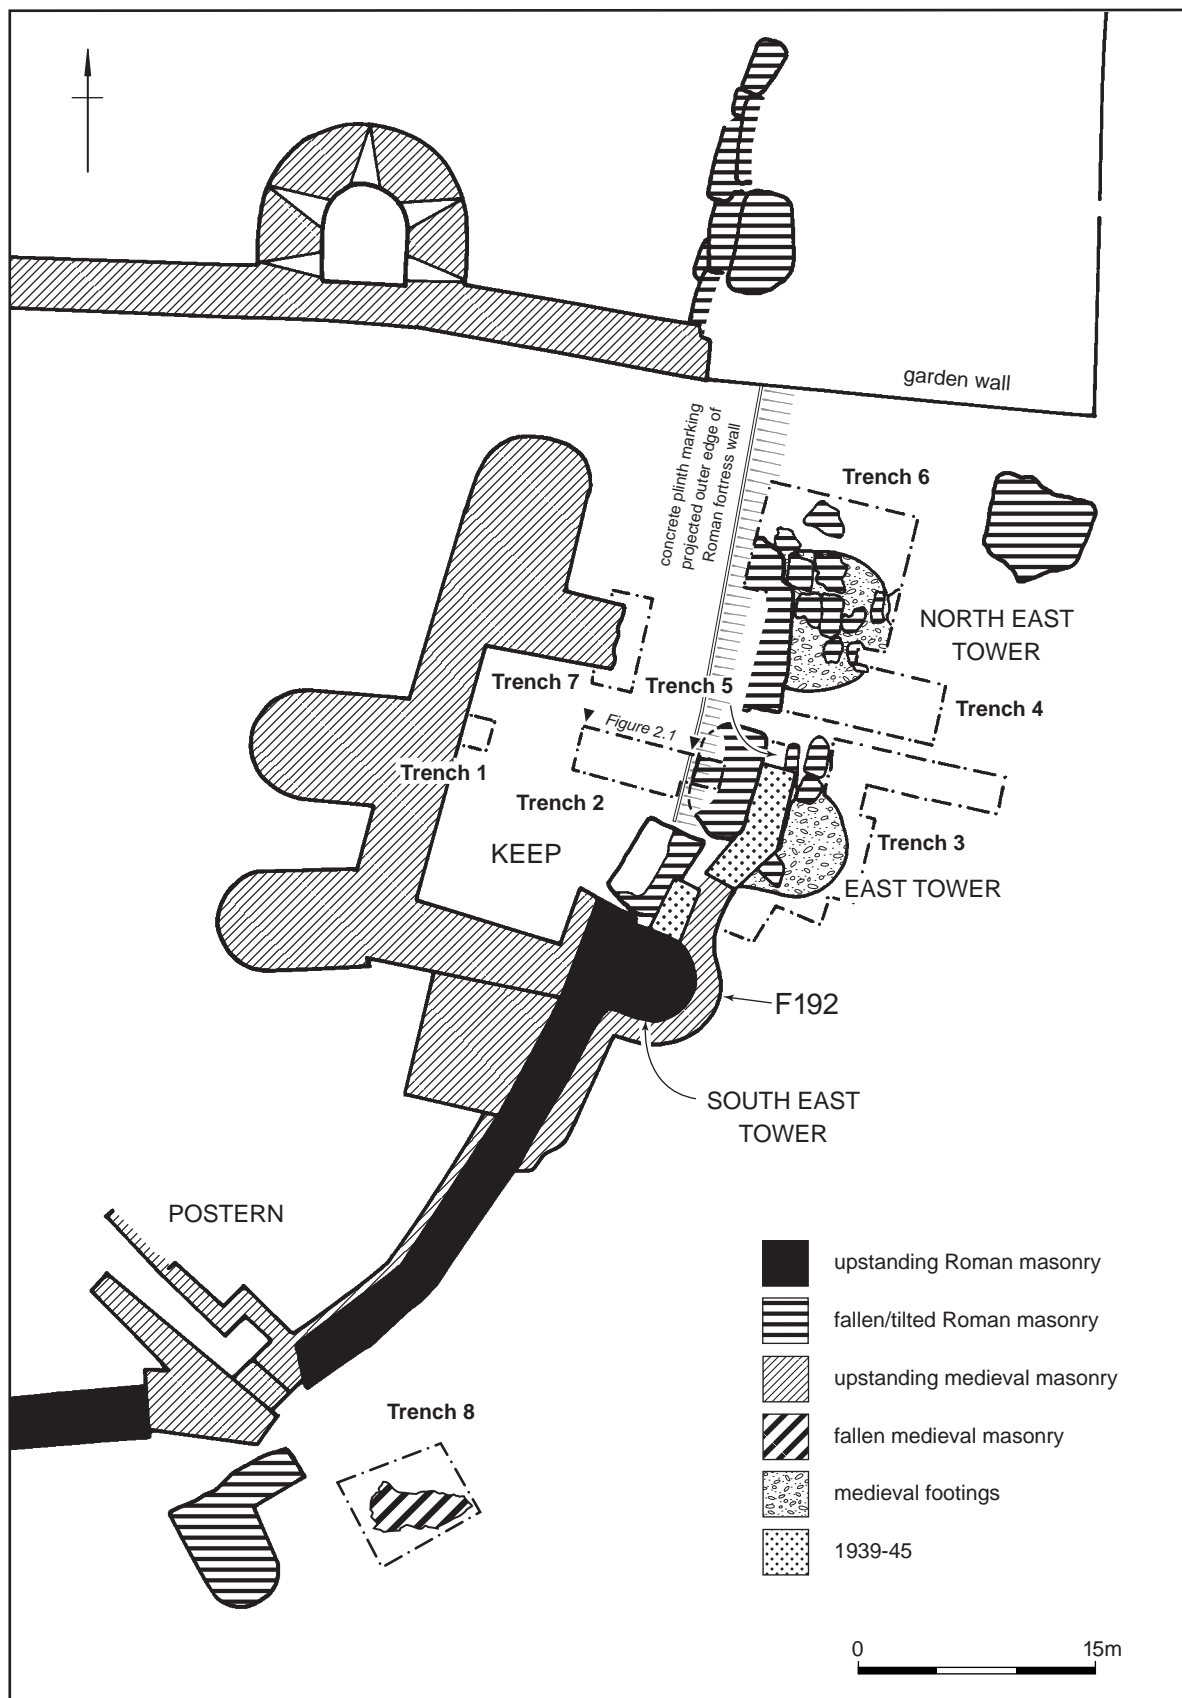 garden wall
concrete plinth marking
projected outer edge of
Roman fortress wall
Trench 6
NORTH EAST
TOWER
Trench 7
Trench 5
Trench 4
Figure 2.1
Trench 1
Trench 2
KEEP
Trench 3
EAST TOWER
F192
SOUTH EAST
TOWER
POSTERN
Trench 8
upstanding Roman masonry
fallen/tilted Roman masonry
upstanding medieval masonry
fallen medieval masonry
medieval footings
1939-45
0 15m